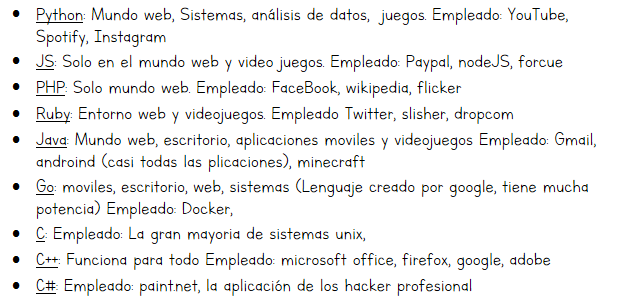 • Python: Mundo web, Sistemas, análisis de datos, juegos. Empleado: YouTube,
Spotify, Instagram
• JS: Solo en el mundo web y video juegos. Empleado: Paypal, nodeJS, forcue
• PHP: Solo mundo web. Empleado: FaceBook, wikipedia, flicker
• Ruby: Entorno web y videojuegos. Empleado Twitter, slisher, dropcom
• Java: Mundo web, escritorio, aplicaciones moviles y videojuegos Empleado: Gmail,
androind (casi todas las plicaciones), minecraft
• Go: moviles, escritorio, web, sistemas (Lenguaje creado por google, tiene mucha
potencia) Empleado: Docker,
• C: Empleado: La gran mayoria de sistemas unix,
• C++: Funciona para todo Empleado: microsoft office, firefox, google, adobe
• C#: Empleado: paint.net, la aplicación de los hacker profesional